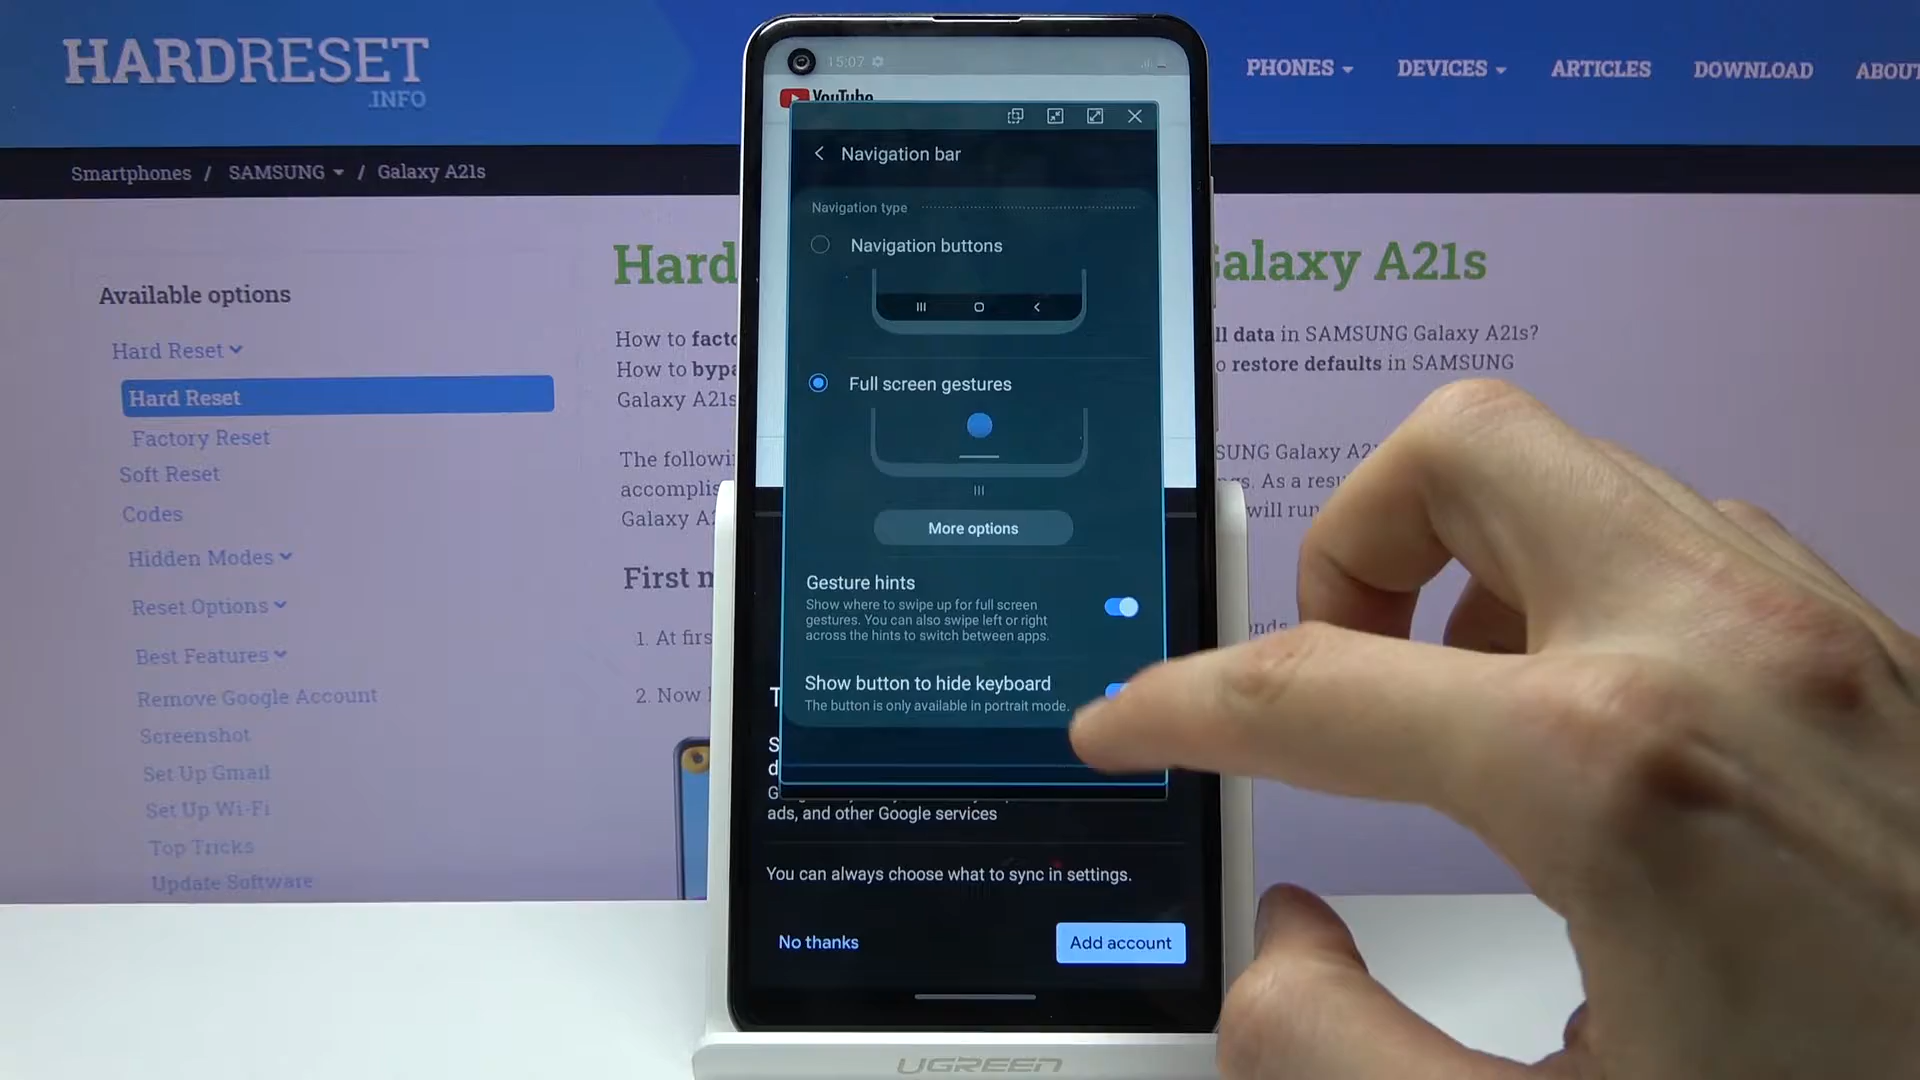 HARDRESET
.INFO
PHONES
DEVICES
ARTICLES
DOWNLOAD
Smartphones / SAMSUNG / Galaxy A21s
Available options
Hard Reset
Hard Reset
Factory Reset
Soft Reset
Codes
Hidden Modes
Reset Options
Best Features
Remove Google Account
Screenshot
Set Up Gmail
Set Up Wi-Fi
Top Tricks
Update Software
Hard
Galaxy A21s
How to
ll data in SAMSUNG Galaxy A21s?
How to
restore defaults in SAMSUNG
Galaxy A21s
The
SUNG Galaxy
As a
Galaxy
will run
First
1. At
2. Now
15:07
YouTube
Navigation bar
Navigation type
Navigation buttons
Full screen gestures
More options
Gesture hints
Show where to swipe up for full screen
gestures. You can also swipe left or right
across the hints to switch between apps.
Show button to hide keyboard
The button is only available in portrait mode.
ads, and other Google services
You can always choose what to sync in settings.
No thanks
Add account
UGREEN